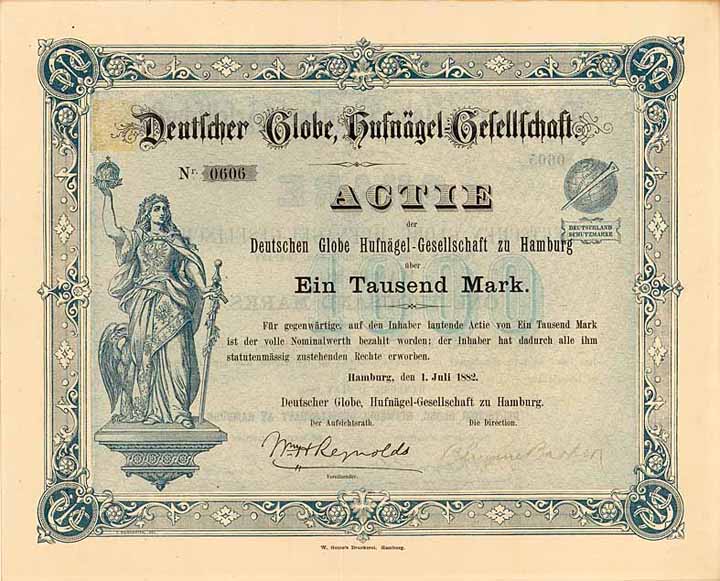 Deutscher Globe, Hufnägel-Gesellschaft.
Nr. 0606
ACTIE
der
Deutschen Globe Hufnägel-Gesellschaft zu Hamburg
DEUTSCHLAND
SCHUTZMARKE
über
Ein Tausend Mark.
Für gegenwärtige, auf den Inhaber lautende Actie von Ein Tausend Mark
ist der volle Nominalwerth bezahlt worden; der Inhaber hat dadurch alle ihm
statutenmässig zustehenden Rechte erworben.
Hamburg, den 1. Juli 1882.
Deutscher Globe, Hufnägel-Gesellschaft zu Hamburg.
Der Aufsichtsrath. Die Direction.
Wm H Reynolds
Vorsitzender.
Druckerei, Hamburg.